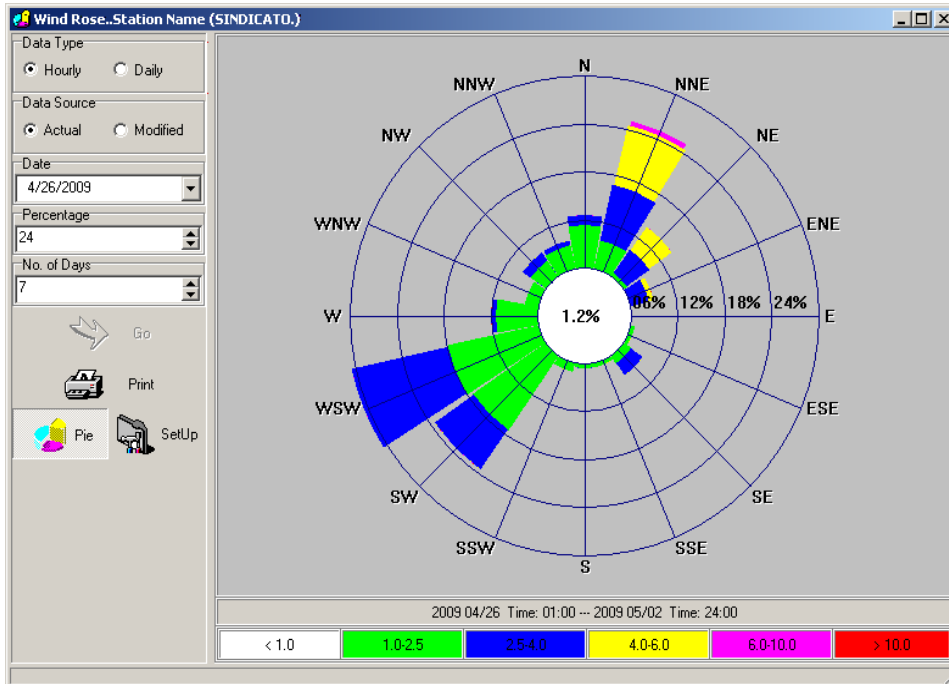 Wind Rose..Station Name (SINDICATO.)
Data Type
Hourly Daily
Data Source
Actual Modified
Date
4/26/2009
Percentage
24
No. of Days
7
Go
Print
Pie SetUp
N
NNW NNE
NW NE
WNW ENE
W 1.2% 06% 12% 18% 24% E
WSW ESE
SW SE
SSW SSE
S
2009 04/26 Time: 01:00 --- 2009 05/02 Time: 24:00
< 1.0 1.0-2.5 2.5-4.0 4.0-6.0 6.0-10.0 > 10.0